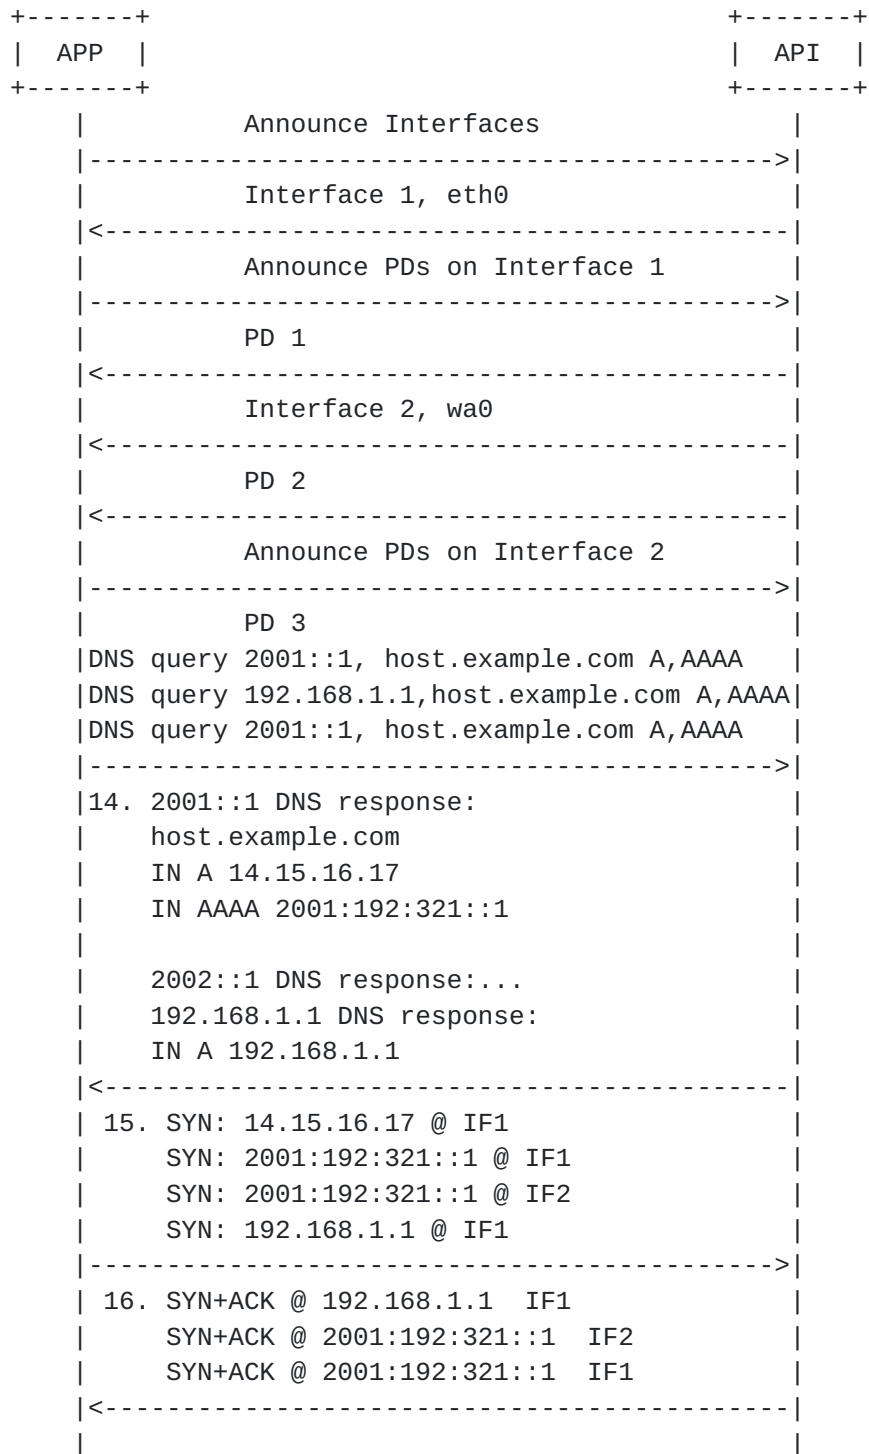 +-------+                                     +-------+
|  APP  |                                     |  API  |
+-------+                                     +-------+
    |          Announce Interfaces                |
    |-------------------------------------------->|
    |          Interface 1, eth0                  |
    |<--------------------------------------------|
    |          Announce PDs on Interface 1        |
    |-------------------------------------------->|
    |          PD 1                               |
    |<--------------------------------------------|
    |          Interface 2, wa0                   |
    |<--------------------------------------------|
    |          PD 2                               |
    |<--------------------------------------------|
    |          Announce PDs on Interface 2        |
    |-------------------------------------------->|
    |          PD 3                               |
    |DNS query 2001::1, host.example.com A,AAAA   |
    |DNS query 192.168.1.1,host.example.com A,AAAA|
    |DNS query 2001::1, host.example.com A,AAAA   |
    |-------------------------------------------->|
    |14. 2001::1 DNS response:                    |
    |    host.example.com                         |
    |    IN A 14.15.16.17                         |
    |    IN AAAA 2001:192:321::1                  |
    |                                             |
    |    2002::1 DNS response:...                 |
    |    192.168.1.1 DNS response:                |
    |    IN A 192.168.1.1                         |
    |<--------------------------------------------|
    | 15. SYN: 14.15.16.17 @ IF1                  |
    |     SYN: 2001:192:321::1 @ IF1              |
    |     SYN: 2001:192:321::1 @ IF2              |
    |     SYN: 192.168.1.1 @ IF1                  |
    |-------------------------------------------->|
    | 16. SYN+ACK @ 192.168.1.1  IF1              |
    |     SYN+ACK @ 2001:192:321::1  IF2          |
    |     SYN+ACK @ 2001:192:321::1  IF1          |
    |<--------------------------------------------|
    |                                             |